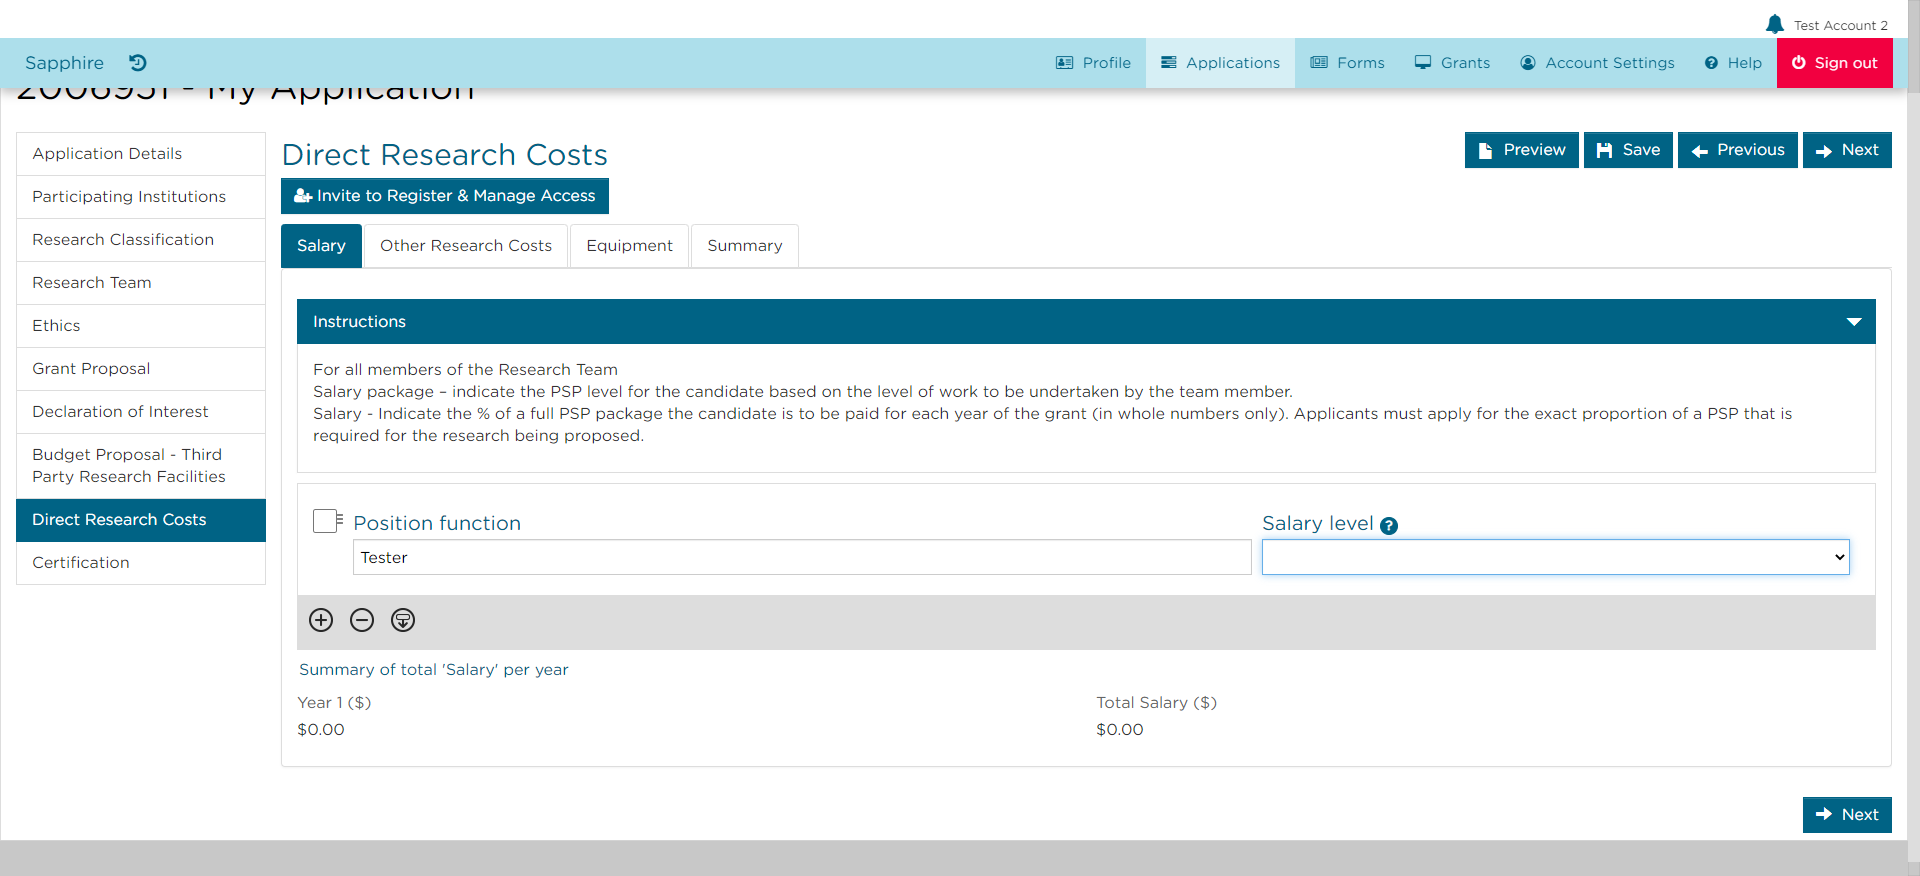 Test Account 2
Sapphire
Profile
Applications
Forms
Grants
Account Settings
Help
Sign out
2006951 - My Application
Application Details
Participating Institutions
Research Classification
Research Team
Ethics
Grant Proposal
Declaration of Interest
Budget Proposal - Third
Party Research Facilities
Direct Research Costs
Certification
Direct Research Costs
Preview
Save
Previous
Next
Invite to Register & Manage Access
Salary
Other Research Costs
Equipment
Summary
Instructions
For all members of the Research Team
Salary package – indicate the PSP level for the candidate based on the level of work to be undertaken by the team member.
Salary - Indicate the % of a full PSP package the candidate is to be paid for each year of the grant (in whole numbers only). Applicants must apply for the exact proportion of a PSP that is
required for the research being proposed.
Position function
Salary level ?
Tester
Summary of total 'Salary' per year
Year 1 ($)
Total Salary ($)
$0.00
$0.00
Next